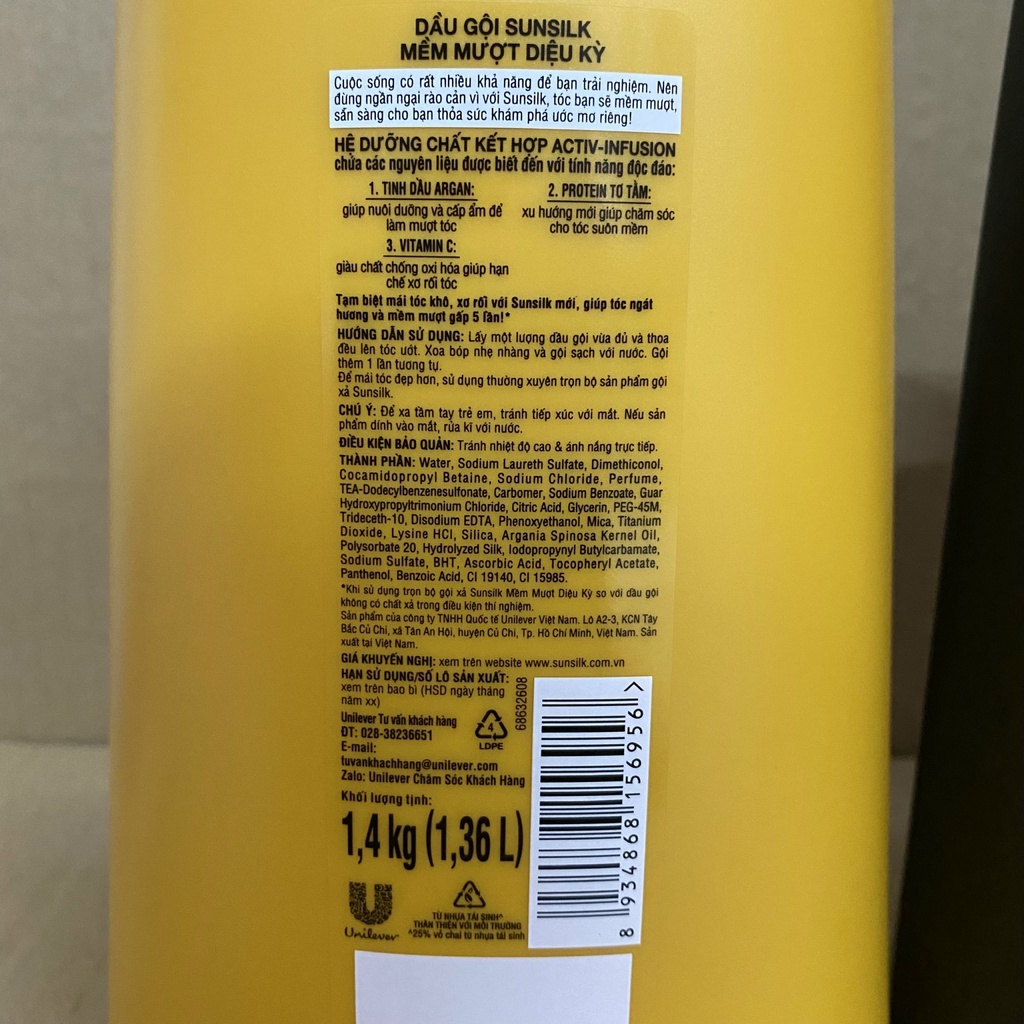 DẦU GỘI SUNSILK
MỀM MƯỢT DIỆU KỲ
Cuộc sống có rất nhiều khả năng để bạn trải nghiệm. Nên
đừng ngần ngại rào cản vì với Sunsilk, tóc bạn sẽ mềm mượt,
sẵn sàng cho bạn thỏa sức khám phá ước mơ riêng!
HỆ DƯỠNG CHẤT KẾT HỢP ACTIV-INFUSION
chứa các nguyên liệu được biết đến với tính năng độc đáo:
1. TINH DẦU ARGAN:
giúp nuôi dưỡng và cấp ẩm để
làm mượt tóc
2. PROTEIN TƠ TẰM:
xu hướng mới giúp chăm sóc
cho tóc suôn mềm
3. VITAMIN C:
giàu chất chống oxi hóa giúp hạn
chế xơ rối tóc
Tạm biệt mái tóc khô, xơ rối với Sunsilk mới, giúp tóc ngát
hương và mềm mượt gấp 5 lần!*
HƯỚNG DẪN SỬ DỤNG: Lấy một lượng dầu gội vừa đủ và thoa
đều lên tóc ướt. Xoa bóp nhẹ nhàng và gội sạch với nước. Gội
thêm 1 lần tương tự.
Để mái tóc đẹp hơn, sử dụng thường xuyên trọn bộ sản phẩm gội
xả Sunsilk.
CHÚ Ý: Để xa tầm tay trẻ em, tránh tiếp xúc với mắt. Nếu sản
phẩm dính vào mắt, rửa kĩ với nước.
ĐIỀU KIỆN BẢO QUẢN: Tránh nhiệt độ cao & ánh nắng trực tiếp.
THÀNH PHẦN: Water, Sodium Laureth Sulfate, Dimethiconol,
Cocamidopropyl Betaine, Sodium Chloride, Perfume,
TEA-Dodecylbenzenesulfonate, Carbomer, Sodium Benzoate, Guar
Hydroxypropyltrimonium Chloride, Citric Acid, Glycerin, PEG-45M,
Trideceth-10, Disodium EDTA, Phenoxyethanol, Mica, Titanium
Dioxide, Lysine HCl, Silica, Argania Spinosa Kernel Oil,
Polysorbate 20, Hydrolyzed Silk, Iodopropynyl Butylcarbamate,
Sodium Sulfate, BHT, Ascorbic Acid, Tocopheryl Acetate,
Panthenol, Benzoic Acid, CI 19140, CI 15985.
*Khi sử dụng trọn bộ gội xả Sunsilk Mềm Mượt Diệu Kỳ so với dầu gội
không có chất xả trong điều kiện thí nghiệm.
Sản phẩm của công ty TNHH Quốc tế Unilever Việt Nam. Lô A2-3, KCN Tây
Bắc Củ Chi, xã Tân An Hội, huyện Củ Chi, Tp. Hồ Chí Minh, Việt Nam. Sản
xuất tại Việt Nam.
GIÁ KHUYẾN NGHỊ: xem trên website www.sunsilk.com.vn
HẠN SỬ DỤNG/SỐ LÔ SẢN XUẤT:
xem trên bao bì (HSD ngày tháng
năm xx)
68632608
Unilever Tư vấn khách hàng
ĐT: 028-38236651
E-mail:
tuvankhachhang@unilever.com
Zalo: Unilever Chăm Sóc Khách Hàng
4
LDPE
Khối lượng tịnh:
1,4 kg (1,36 L)
8 934868 156956 >
Unilever
TỪ NHỰA TÁI SINH^
THÂN THIỆN VỚI MÔI TRƯỜNG
^25% vỏ chai từ nhựa tái sinh